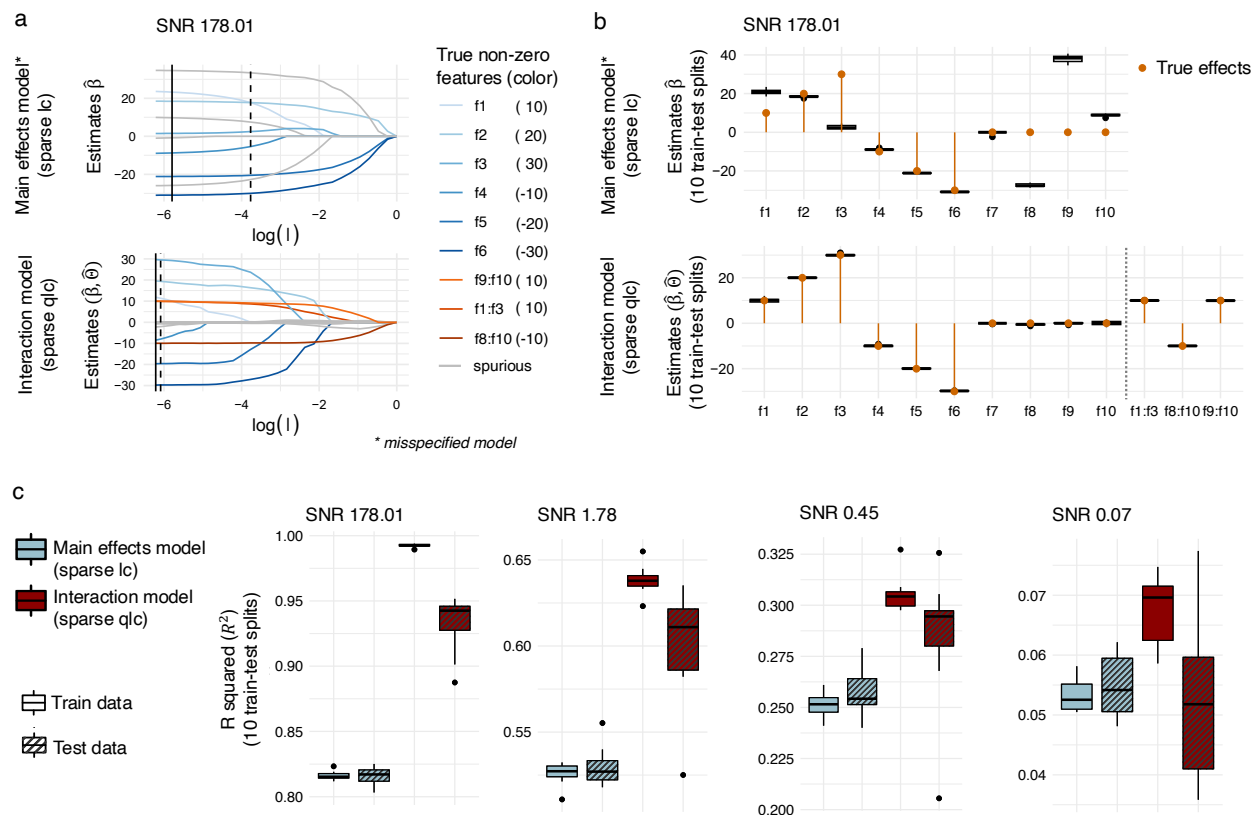 a
SNR 178.01
Main effects model*
(sparse lc)
Estimates β̂
20
0
−20
−6
−4
−2
0
log(l)
Interaction model
(sparse qlc)
Estimates (β̂, Θ̂)
30
20
10
0
−10
−20
−30
−6
−4
−2
0
log(l)
* misspecified model
True non-zero
features (color)
f1 ( 10)
f2 ( 20)
f3 ( 30)
f4 (-10)
f5 (-20)
f6 (-30)
f9:f10 ( 10)
f1:f3 ( 10)
f8:f10 (-10)
spurious
b
SNR 178.01
Main effects model*
(sparse lc)
Estimates β̂
(10 train-test splits)
40
20
0
−20
f1 f2 f3 f4 f5 f6 f7 f8 f9 f10
True effects
Interaction model
(sparse qlc)
Estimates (β̂, Θ̂)
(10 train-test splits)
20
0
−20
f1 f2 f3 f4 f5 f6 f7 f8 f9 f10 f1:f3 f8:f10 f9:f10
c
Main effects model
(sparse lc)
Interaction model
(sparse qlc)
Train data
Test data
R squared (R²)
(10 train-test splits)
SNR 178.01
1.00
0.95
0.90
0.85
0.80
SNR 1.78
0.65
0.60
0.55
SNR 0.45
0.325
0.300
0.275
0.250
0.225
0.200
SNR 0.07
0.07
0.06
0.05
0.04